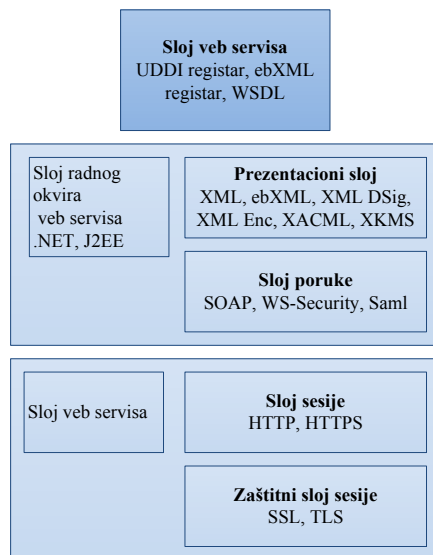 Sloj veb servisa
UDDI registar, ebXML
registar, WSDL
Sloj radnog
okvira
veb servisa
.NET, J2EE
Prezentacioni sloj
XML, ebXML, XML DSig,
XML Enc, XACML, XKMS
Sloj poruke
SOAP, WS-Security, Saml
Sloj veb servisa
Sloj sesije
HTTP, HTTPS
Zaštitni sloj sesije
SSL, TLS